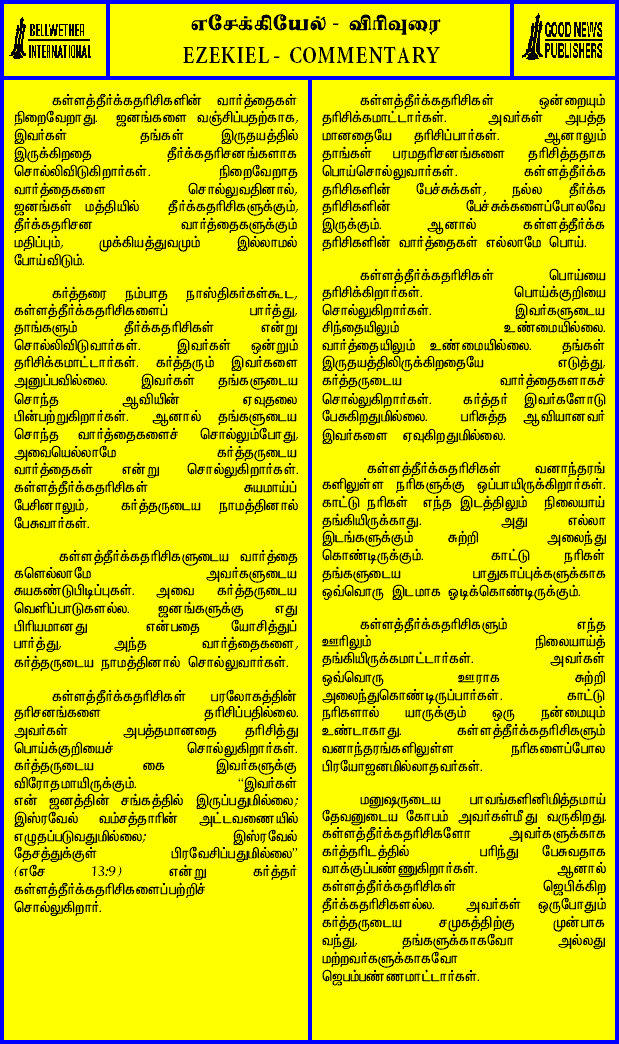 BELLWETHER
INTERNATIONAL
எசேக்கியேல் - விரிவுரை
EZEKIEL - COMMENTARY
GOOD NEWS
PUBLISHERS
கள்ளத்தீர்க்கதரிசிகளின் வார்த்தைகள்
நிறைவேறாது. ஜனங்களை வஞ்சிப்பதற்காக,
இவர்கள் தங்கள் இருதயத்தில்
இருக்கிறதை தீர்க்கதரிசனங்களாக
சொல்லிவிடுகிறார்கள். நிறைவேறாத
வார்த்தைகளை சொல்லுவதினால்,
ஜனங்கள் மத்தியில் தீர்க்கதரிசிகளுக்கும்,
தீர்க்கதரிசன வார்த்தைகளுக்கும்
மதிப்பும், முக்கியத்துவமும் இல்லாமல்
போய்விடும்.
கர்த்தரை நம்பாத நாஸ்திகர்கள்கூட,
கள்ளத்தீர்க்கதரிசிகளைப் பார்த்து,
தாங்களும் தீர்க்கதரிசிகள் என்று
சொல்லிவிடுவார்கள். இவர்கள் ஒன்றும்
தரிசிக்கமாட்டார்கள். கர்த்தரும் இவர்களை
அனுப்பவில்லை. இவர்கள் தங்களுடைய
சொந்த ஆவியின் ஏவுதலை
பின்பற்றுகிறார்கள். ஆனால் தங்களுடைய
சொந்த வார்த்தைகளைச் சொல்லும்போது,
அவையெல்லாமே கர்த்தருடைய
வார்த்தைகள் என்று சொல்லுகிறார்கள்.
கள்ளத்தீர்க்கதரிசிகள் சுயமாய்ப்
பேசினாலும், கர்த்தருடைய நாமத்தினால்
பேசுவார்கள்.
கள்ளத்தீர்க்கதரிசிகளுடைய வார்த்தை
களெல்லாமே அவர்களுடைய
சுயகண்டுபிடிப்புகள். அவை கர்த்தருடைய
வெளிப்பாடுகளல்ல. ஜனங்களுக்கு எது
பிரியமானது என்பதை யோசித்துப்
பார்த்து, அந்த வார்த்தைகளை,
கர்த்தருடைய நாமத்தினால் சொல்லுவார்கள்.
கள்ளத்தீர்க்கதரிசிகள் பரலோகத்தின்
தரிசனங்களை தரிசிப்பதில்லை.
அவர்கள் அபத்தமானதை தரிசித்து
பொய்க்குறியைச் சொல்லுகிறார்கள்.
கர்த்தருடைய கை இவர்களுக்கு
விரோதமாயிருக்கும். “இவர்கள்
என் ஜனத்தின் சங்கத்தில் இருப்பதுமில்லை;
இஸ்ரவேல் வம்சத்தாரின் அட்டவணையில்
எழுதப்படுவதுமில்லை; இஸ்ரவேல்
தேசத்துக்குள் பிரவேசிப்பதுமில்லை”
(எசே 13:9) என்று கர்த்தர்
கள்ளத்தீர்க்கதரிசிகளைப்பற்றிச்
சொல்லுகிறார்.
கள்ளத்தீர்க்கதரிசிகள் ஒன்றையும்
தரிசிக்கமாட்டார்கள். அவர்கள் அபத்த
மானதையே தரிசிப்பார்கள். ஆனாலும்
தாங்கள் பரமதரிசனங்களை தரிசித்ததாக
பொய்சொல்லுவார்கள். கள்ளத்தீர்க்க
தரிசிகளின் பேச்சுக்கள், நல்ல தீர்க்க
தரிசிகளின் பேச்சுக்களைப்போலவே
இருக்கும். ஆனால் கள்ளத்தீர்க்க
தரிசிகளின் வார்த்தைகள் எல்லாமே பொய்.
கள்ளத்தீர்க்கதரிசிகள் பொய்யை
தரிசிக்கிறார்கள். பொய்க்குறியை
சொல்லுகிறார்கள். இவர்களுடைய
சிந்தையிலும் உண்மையில்லை.
வார்த்தையிலும் உண்மையில்லை. தங்கள்
இருதயத்திலிருக்கிறதையே எடுத்து,
கர்த்தருடைய வார்த்தைகளாகச்
சொல்லுகிறார்கள். கர்த்தர் இவர்களோடு
பேசுகிறதுமில்லை. பரிசுத்த ஆவியானவர்
இவர்களை ஏவுகிறதுமில்லை.
கள்ளத்தீர்க்கதரிசிகள் வனாந்தரங்
களிலுள்ள நரிகளுக்கு ஒப்பாயிருக்கிறார்கள்.
காட்டு நரிகள் எந்த இடத்திலும் நிலையாய்
தங்கியிருக்காது. அது எல்லா
இடங்களுக்கும் சுற்றி அலைந்து
கொண்டிருக்கும். காட்டு நரிகள்
தங்களுடைய பாதுகாப்புக்களுக்காக
ஒவ்வொரு இடமாக ஓடிக்கொண்டிருக்கும்.
கள்ளத்தீர்க்கதரிசிகளும் எந்த
ஊரிலும் நிலையாய்த்
தங்கியிருக்கமாட்டார்கள். அவர்கள்
ஒவ்வொரு ஊராக சுற்றி
அலைந்துகொண்டிருப்பார்கள். காட்டு
நரிகளால் யாருக்கும் ஒரு நன்மையும்
உண்டாகாது. கள்ளத்தீர்க்கதரிசிகளும்
வனாந்தரங்களிலுள்ள நரிகளைப்போல
பிரயோஜனமில்லாதவர்கள்.
மனுஷருடைய பாவங்களினிமித்தமாய்
தேவனுடைய கோபம் அவர்கள்மீது வருகிறது.
கள்ளத்தீர்க்கதரிசிகளோ அவர்களுக்காக
கர்த்தரிடத்தில் பரிந்து பேசுவதாக
வாக்குப்பண்ணுகிறார்கள். ஆனால்
கள்ளத்தீர்க்கதரிசிகள் ஜெபிக்கிற
தீர்க்கதரிசிகளல்ல. அவர்கள் ஒருபோதும்
கர்த்தருடைய சமுகத்திற்கு முன்பாக
வந்து, தங்களுக்காகவோ அல்லது
மற்றவர்களுக்காகவோ
ஜெபம்பண்ணமாட்டார்கள்.